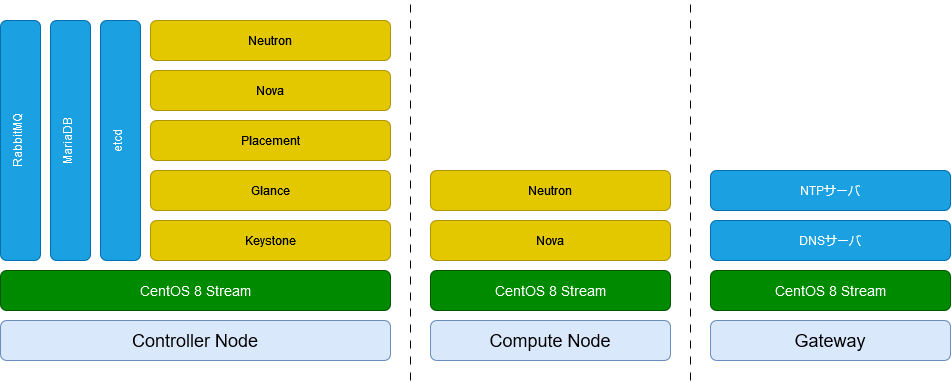 RabbitMQ
MariaDB
etcd
Neutron
Nova
Placement
Glance
Keystone
CentOS 8 Stream
Controller Node
Neutron
Nova
CentOS 8 Stream
Compute Node
NTPサーバ
DNSサーバ
CentOS 8 Stream
Gateway